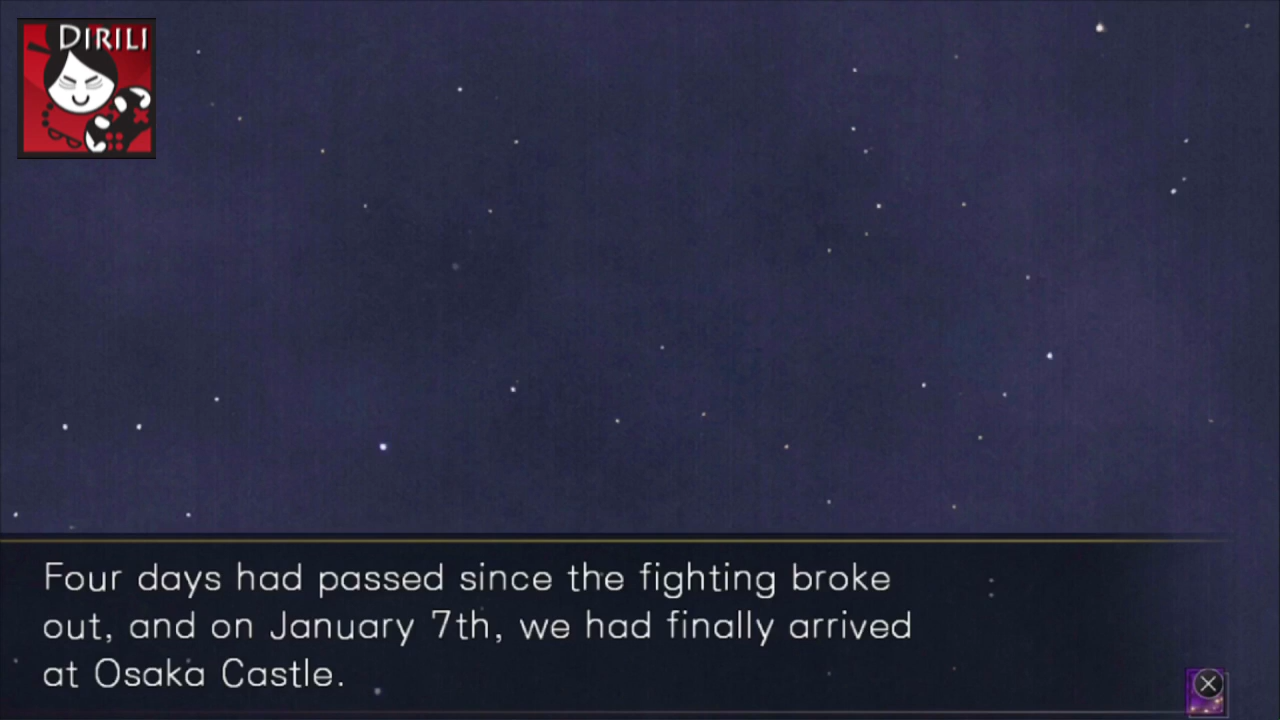 DIRILI
Four days had passed since the fighting broke
out, and on January 7th, we had finally arrived
at Osaka Castle.